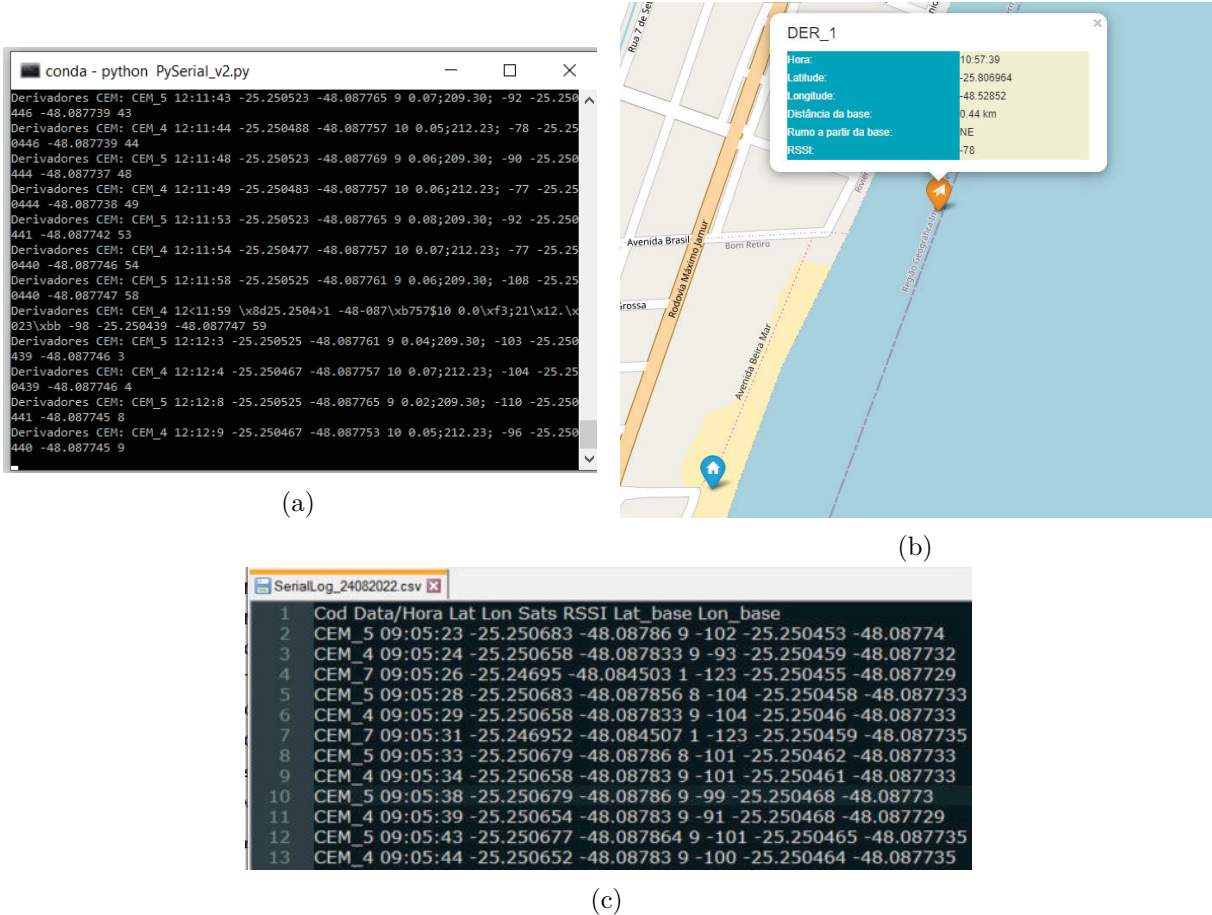 conda - python PySerial_v2.py
Derivadores CEM: CEM_5 12:11:43 -25.250523 -48.087765 9 0.07;209.30; -92 -25.250
446 -48.087739 43
Derivadores CEM: CEM_4 12:11:44 -25.250488 -48.087757 10 0.05;212.23; -78 -25.25
0446 -48.087739 44
Derivadores CEM: CEM_5 12:11:48 -25.250523 -48.087769 9 0.06;209.30; -90 -25.250
444 -48.087737 48
Derivadores CEM: CEM_4 12:11:49 -25.250483 -48.087757 10 0.06;212.23; -77 -25.25
0444 -48.087738 49
Derivadores CEM: CEM_5 12:11:53 -25.250523 -48.087765 9 0.08;209.30; -92 -25.250
441 -48.087742 53
Derivadores CEM: CEM_4 12:11:54 -25.250477 -48.087757 10 0.07;212.23; -77 -25.25
0440 -48.087746 54
Derivadores CEM: CEM_5 12:11:58 -25.250525 -48.087761 9 0.06;209.30; -108 -25.25
0440 -48.087747 58
Derivadores CEM: CEM_4 12<11:59 \x8d25.2504>1 -48-087\xb757$10 0.0\xf3;21\x12.\x
023\xbb -98 -25.250439 -48.087747 59
Derivadores CEM: CEM_5 12:12:3 -25.250525 -48.087761 9 0.04;209.30; -103 -25.250
439 -48.087746 3
Derivadores CEM: CEM_4 12:12:4 -25.250467 -48.087757 10 0.07;212.23; -104 -25.25
0439 -48.087746 4
Derivadores CEM: CEM_5 12:12:8 -25.250525 -48.087765 9 0.02;209.30; -110 -25.250
441 -48.087745 8
Derivadores CEM: CEM_4 12:12:9 -25.250467 -48.087753 10 0.05;212.23; -96 -25.250
440 -48.087745 9
(a)
Rua 7 de Set
DER_1
Hora: 10:57:39
Latitude: -25.806964
Longitude: -48.52852
Distância da base: 0.44 km
Rumo a partir da base: NE
RSSI: -78
Rivier
Avenida Brasil
Bom Retiro
Rodovia Máximo Jamur
Região Geográfica Im
Grossa
Avenida Beira Mar
(b)
SerialLog_24082022.csv
1 Cod Data/Hora Lat Lon Sats RSSI Lat_base Lon_base
2 CEM_5 09:05:23 -25.250683 -48.08786 9 -102 -25.250453 -48.08774
3 CEM_4 09:05:24 -25.250658 -48.087833 9 -93 -25.250459 -48.087732
4 CEM_7 09:05:26 -25.24695 -48.084503 1 -123 -25.250455 -48.087729
5 CEM_5 09:05:28 -25.250683 -48.087856 8 -104 -25.250458 -48.087733
6 CEM_4 09:05:29 -25.250658 -48.087833 9 -104 -25.25046 -48.087733
7 CEM_7 09:05:31 -25.246952 -48.084507 1 -123 -25.250459 -48.087735
8 CEM_5 09:05:33 -25.250679 -48.08786 8 -101 -25.250462 -48.087733
9 CEM_4 09:05:34 -25.250658 -48.08783 9 -101 -25.250461 -48.087733
10 CEM_5 09:05:38 -25.250679 -48.08786 9 -99 -25.250468 -48.08773
11 CEM_4 09:05:39 -25.250654 -48.08783 9 -91 -25.250468 -48.087729
12 CEM_5 09:05:43 -25.250677 -48.087864 9 -101 -25.250465 -48.087735
13 CEM_4 09:05:44 -25.250652 -48.08783 9 -100 -25.250464 -48.087735
(c)